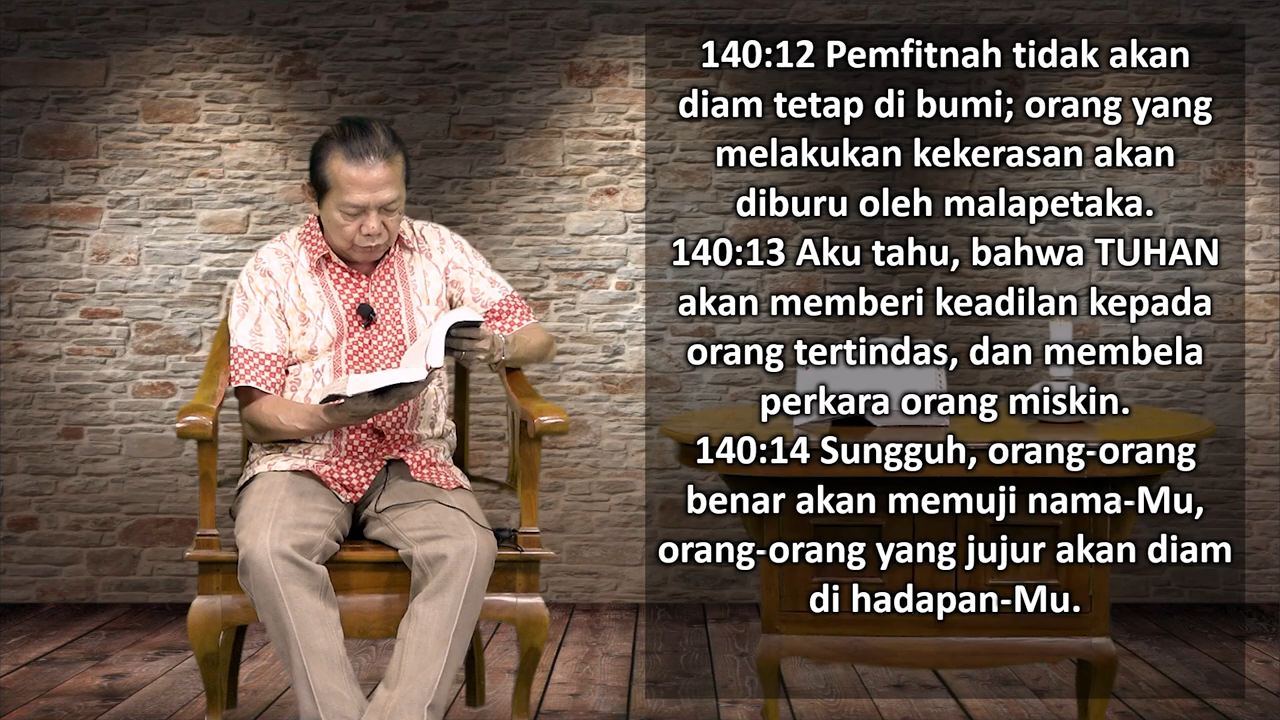 140:12 Pemfitnah tidak akan
diam tetap di bumi; orang yang
melakukan kekerasan akan
diburu oleh malapetaka.
140:13 Aku tahu, bahwa TUHAN
akan memberi keadilan kepada
orang tertindas, dan membela
perkara orang miskin.
140:14 Sungguh, orang-orang
benar akan memuji nama-Mu,
orang-orang yang jujur akan diam
di hadapan-Mu.